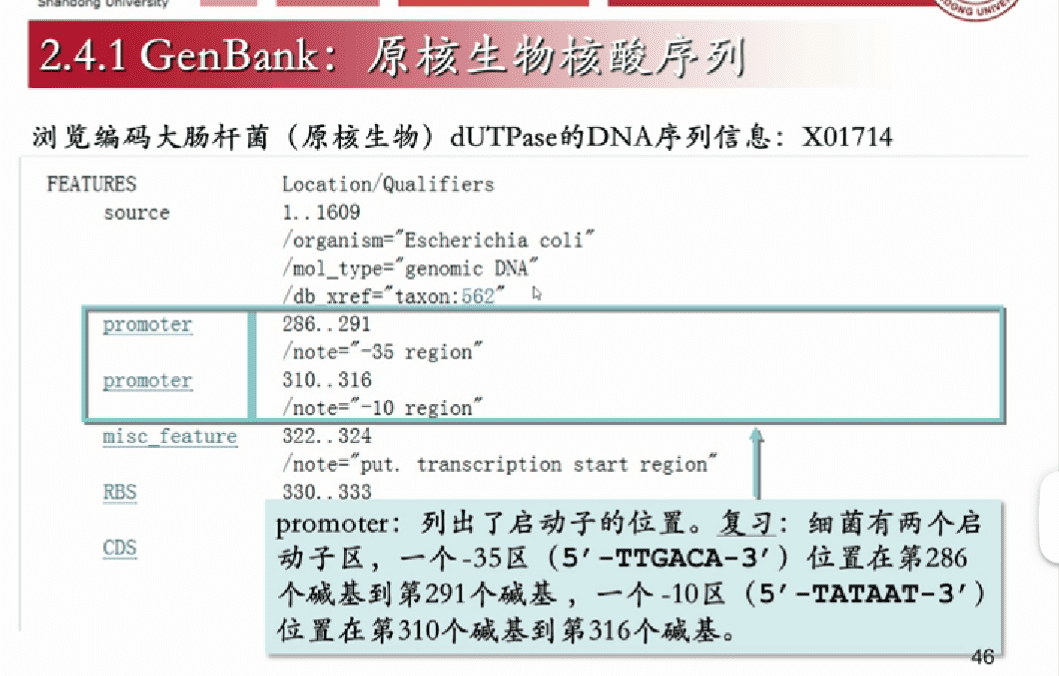 Shandong University
DONG UNIVE
2.4.1 GenBank：原核生物核酸序列
浏览编码大肠杆菌（原核生物）dUTPase的DNA序列信息：X01714
FEATURES Location/Qualifiers
source 1..1609
/organism="Escherichia coli"
/mol_type="genomic DNA"
/db_xref="taxon:562"
promoter 286..291
/note="-35 region"
promoter 310..316
/note="-10 region"
misc_feature 322..324
/note="put. transcription start region"
RBS 330..333
CDS
promoter：列出了启动子的位置。复习：细菌有两个启
动子区，一个-35区（5′-TTGACA-3′）位置在第286
个碱基到第291个碱基，一个-10区（5′-TATAAT-3′）
位置在第310个碱基到第316个碱基。
46